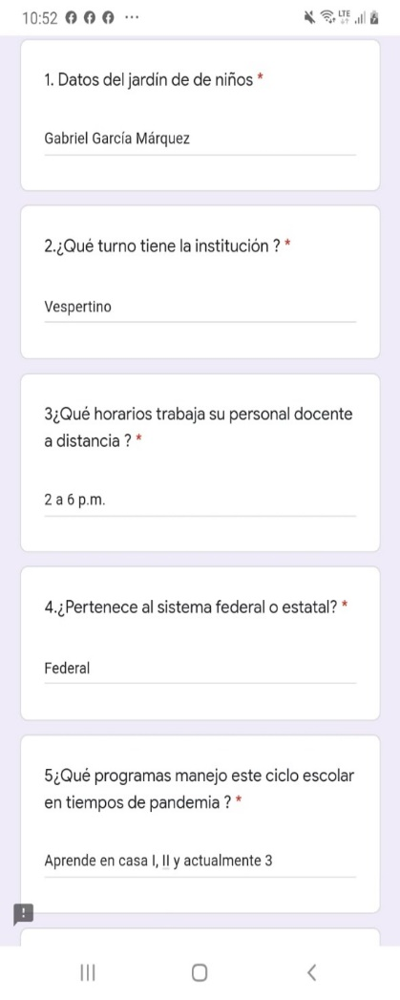 10:52
LTE
1. Datos del jardín de de niños *
Gabriel García Márquez
2.¿Qué turno tiene la institución ? *
Vespertino
3¿Qué horarios trabaja su personal docente
a distancia ? *
2 a 6 p.m.
4.¿Pertenece al sistema federal o estatal? *
Federal
5¿Qué programas manejo este ciclo escolar
en tiempos de pandemia ? *
Aprende en casa I, II y actualmente 3